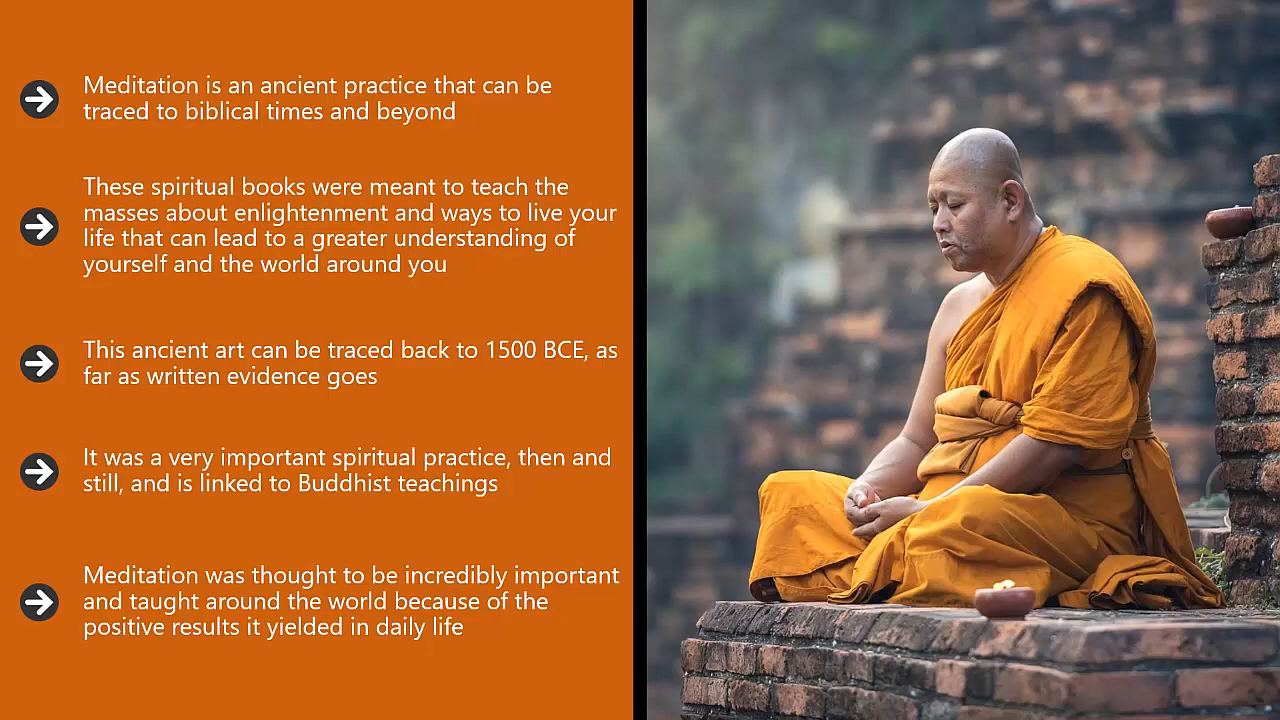 Meditation is an ancient practice that can be
traced to biblical times and beyond
These spiritual books were meant to teach the
masses about enlightenment and ways to live your
life that can lead to a greater understanding of
yourself and the world around you
This ancient art can be traced back to 1500 BCE, as
far as written evidence goes
It was a very important spiritual practice, then and
still, and is linked to Buddhist teachings
Meditation was thought to be incredibly important
and taught around the world because of the
positive results it yielded in daily life